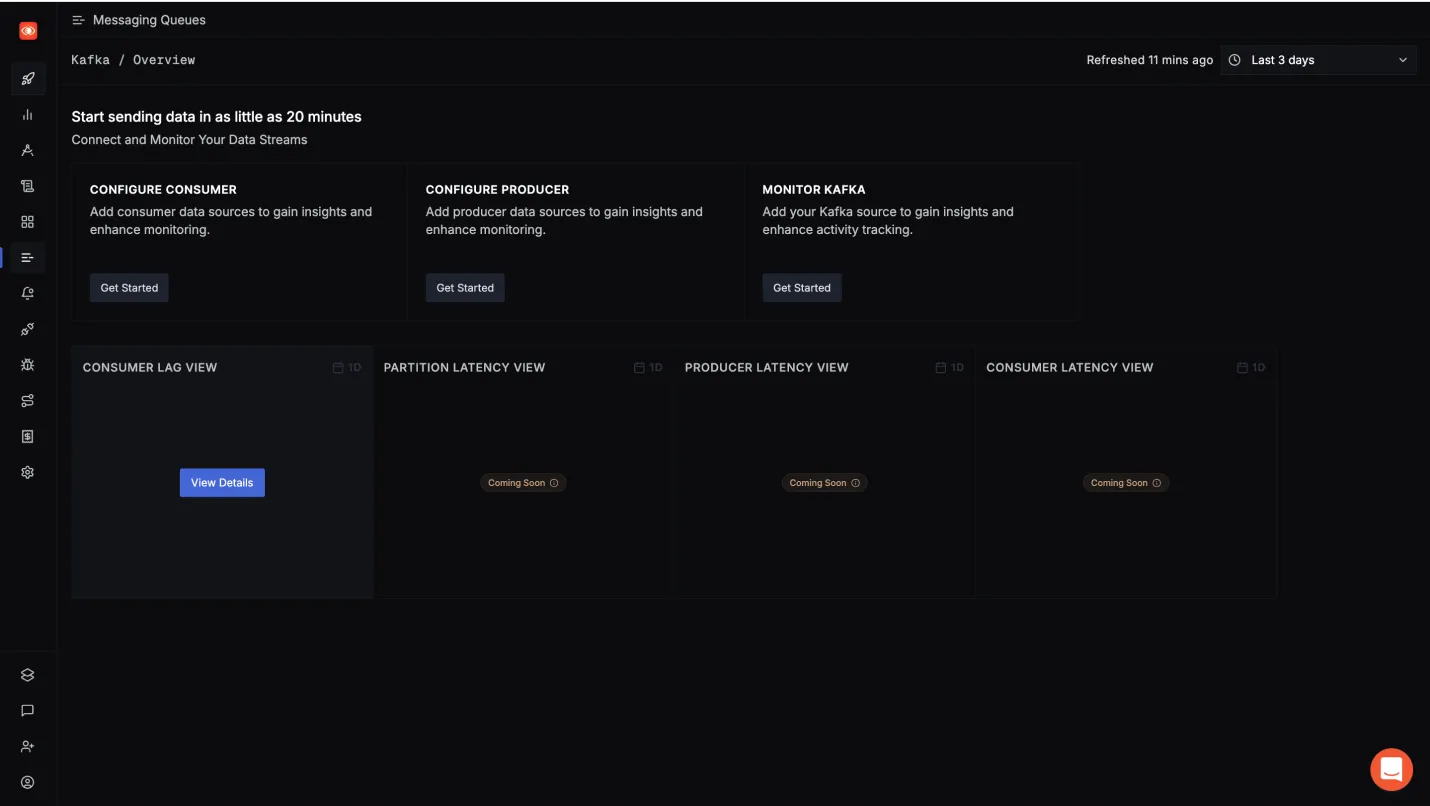 Messaging Queues
Kafka / Overview
Refreshed 11 mins ago
Last 3 days
Start sending data in as little as 20 minutes
Connect and Monitor Your Data Streams
CONFIGURE CONSUMER
Add consumer data sources to gain insights and
enhance monitoring.
Get Started
CONFIGURE PRODUCER
Add producer data sources to gain insights and
enhance monitoring.
Get Started
MONITOR KAFKA
Add your Kafka source to gain insights and
enhance activity tracking.
Get Started
CONSUMER LAG VIEW
1D
View Details
PARTITION LATENCY VIEW
1D
Coming Soon
PRODUCER LATENCY VIEW
1D
Coming Soon
CONSUMER LATENCY VIEW
1D
Coming Soon